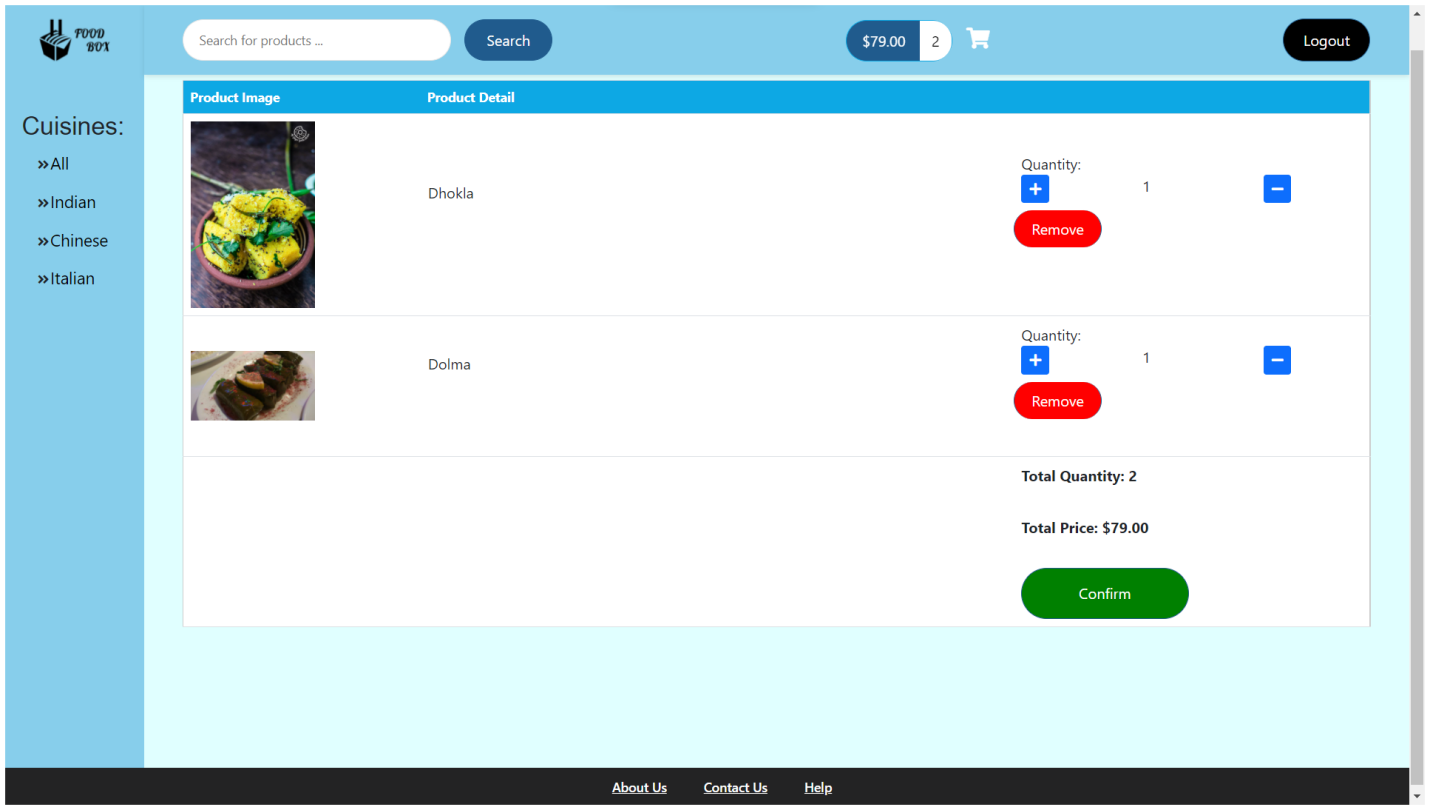 FOOD
BOX
Search for products ...
Search
$79.00
2
Logout
Cuisines:
»All
»Indian
»Chinese
»Italian
Product Image
Product Detail
Dhokla
Quantity:
+
1
−
Remove
Dolma
Quantity:
+
1
−
Remove
Total Quantity: 2
Total Price: $79.00
Confirm
About Us
Contact Us
Help